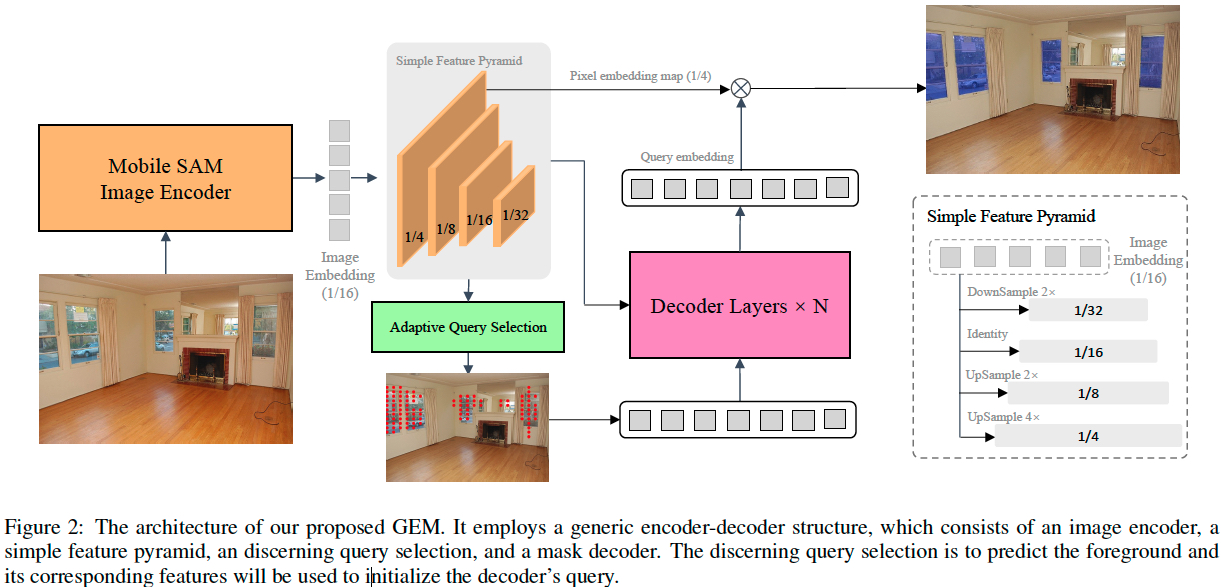 Simple Feature Pyramid
Pixel embedding map (1/4)
Mobile SAM
Image Encoder
1/4
1/8
1/16
1/32
Image
Embedding
(1/16)
Query embedding
Adaptive Query Selection
Decoder Layers × N
Simple Feature Pyramid
Image
Embedding
(1/16)
DownSample 2×
1/32
Identity
1/16
UpSample 2×
1/8
UpSample 4×
1/4
Figure 2: The architecture of our proposed GEM. It employs a generic encoder-decoder structure, which consists of an image encoder, a
simple feature pyramid, an discerning query selection, and a mask decoder. The discerning query selection is to predict the foreground and
its corresponding features will be used to initialize the decoder's query.